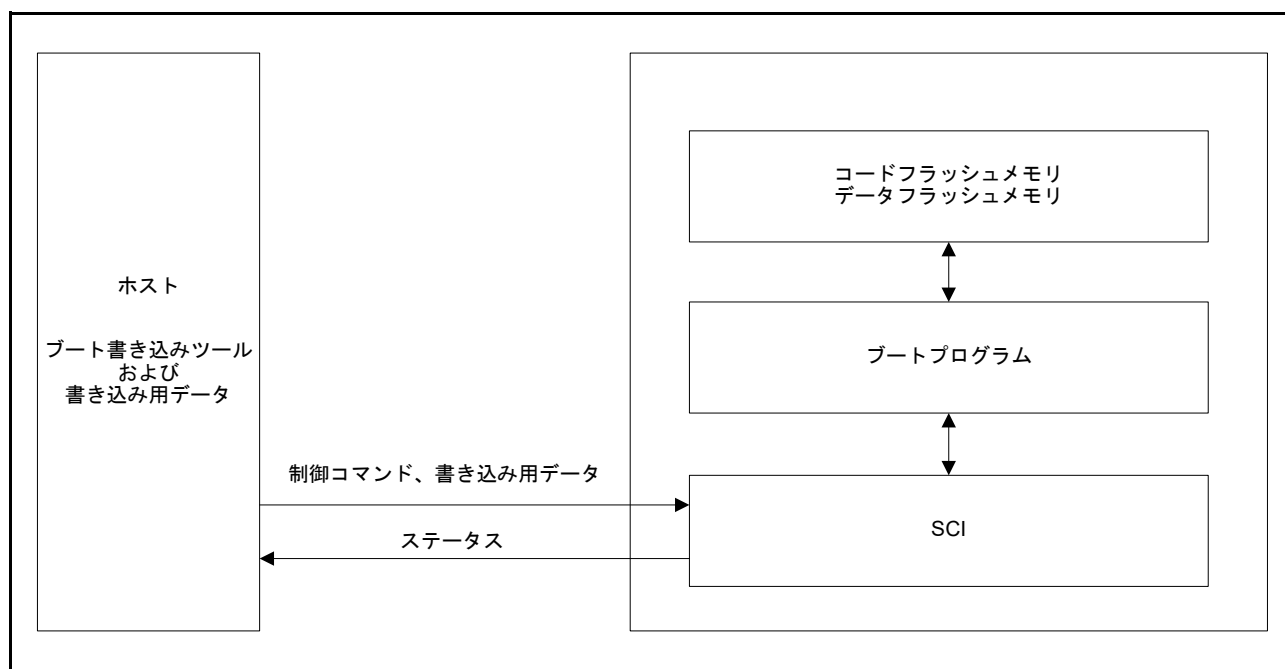 ホスト
ブート書き込みツール
および
書き込み用データ
制御コマンド、書き込み用データ
ステータス
コードフラッシュメモリ
データフラッシュメモリ
ブートプログラム
SCI